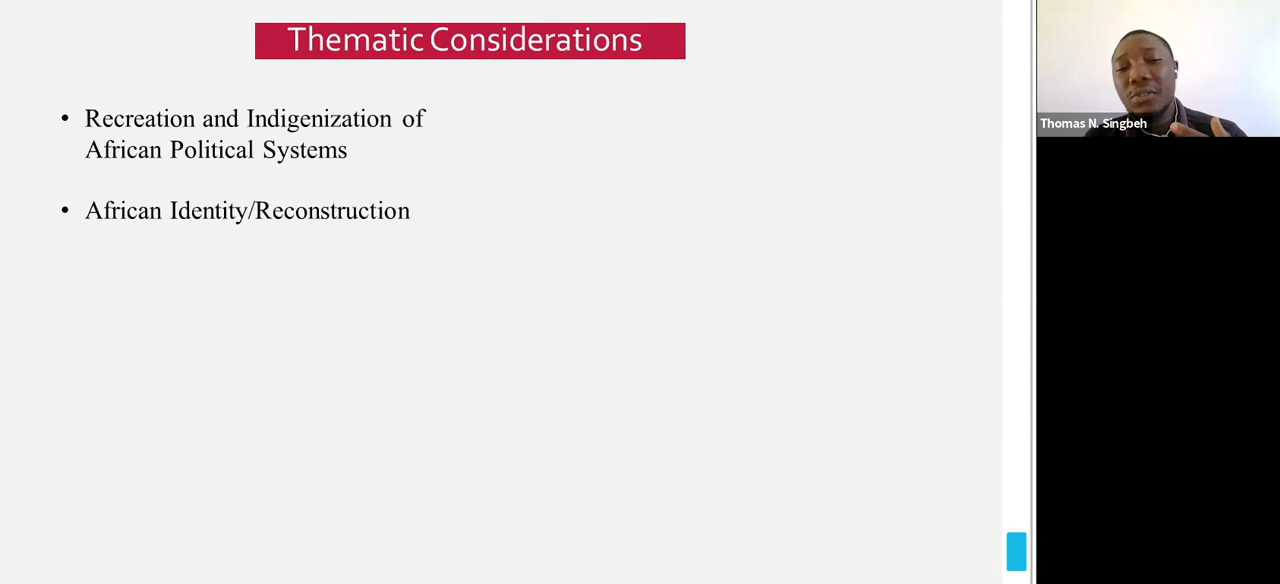 Thematic Considerations
• Recreation and Indigenization of
African Political Systems
• African Identity/Reconstruction
Thomas N. Singbeh